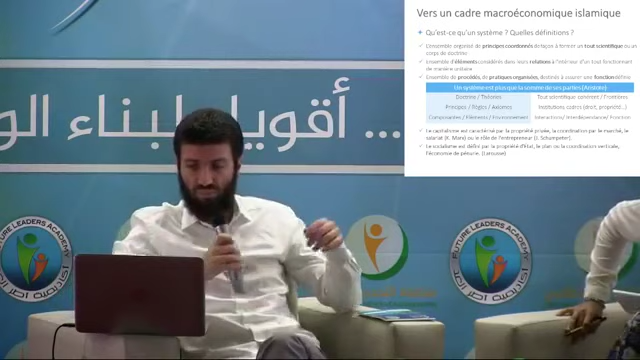 Vers un cadre macroéconomique islamique
Qu'est-ce qu'un système ? Quelles définitions ?
L'ensemble organisé de principes coordonnés de façon à former un tout scientifique ou un
corps de doctrine
Ensemble d'éléments considérés dans leurs relations à l'intérieur d'un tout fonctionnant
de manière unitaire
Ensemble de procédés, de pratiques organisées, destinés à assurer une fonction définie
Un système est plus que la somme de ses parties (Aristote)
Doctrine / Théories Tout scientifique cohérent / Frontières
Principes / Règles / Axiomes Institutions cadres (droit, propriété...)
Composantes / Eléments / Environnement Interactions/ Interdépendance/ Fonction
Le capitalisme est caractérisé par la propriété privée, la coordination par le marché, le
salariat (K. Marx) ou le rôle de l'entrepreneur (J. Schumpeter).
Le socialisme est défini par la propriété d'Etat, le plan ou la coordination verticale,
l'économie de pénurie. (Larousse)
... أقوياء لبناء الو
FUTURE LEADERS ACADEMY
FUTURE LEADERS ACADEMY